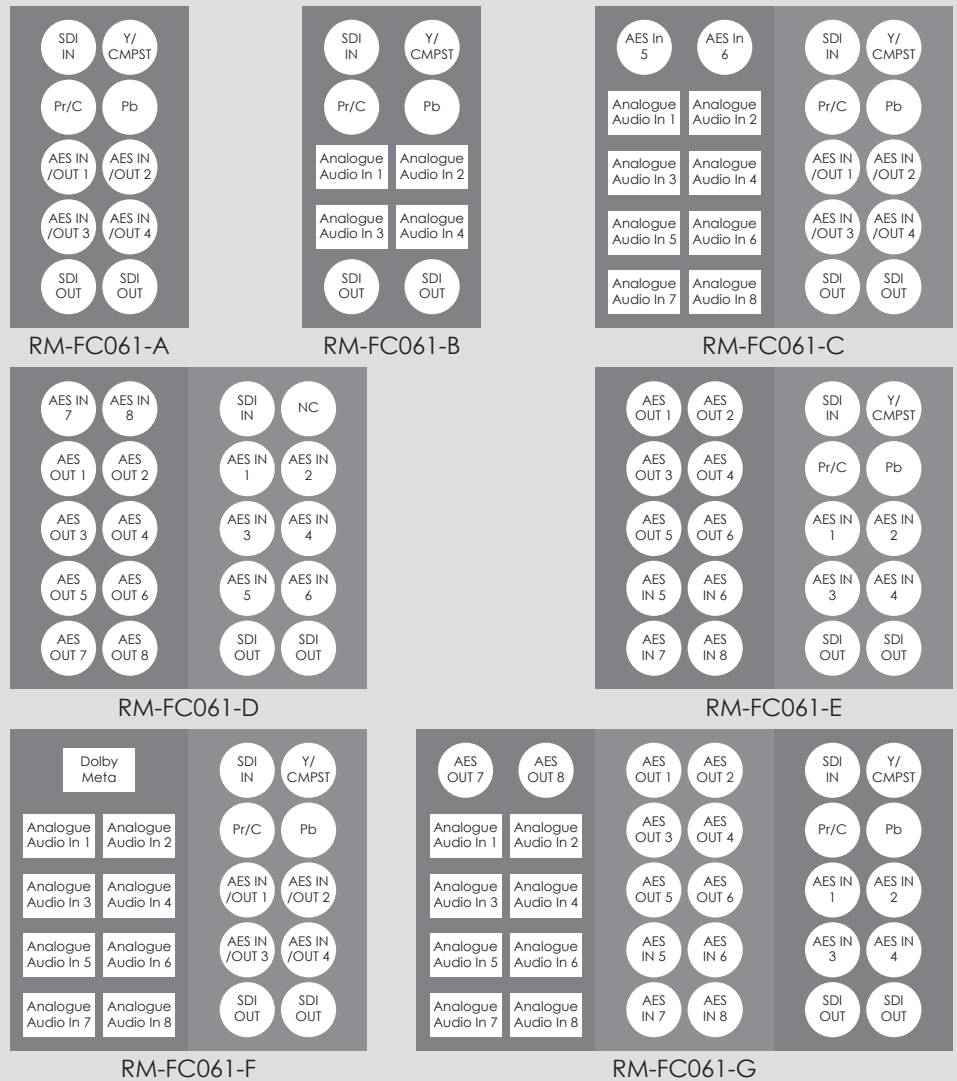 SDI
IN
Y/
CMPST
Pr/C
Pb
AES IN
/OUT 1
AES IN
/OUT 2
AES IN
/OUT 3
AES IN
/OUT 4
SDI
OUT
SDI
OUT
RM-FC061-A
SDI
IN
Y/
CMPST
Pr/C
Pb
Analogue
Audio In 1
Analogue
Audio In 2
Analogue
Audio In 3
Analogue
Audio In 4
SDI
OUT
SDI
OUT
RM-FC061-B
AES In
5
AES In
6
Analogue
Audio In 1
Analogue
Audio In 2
Analogue
Audio In 3
Analogue
Audio In 4
Analogue
Audio In 5
Analogue
Audio In 6
Analogue
Audio In 7
Analogue
Audio In 8
SDI
IN
Y/
CMPST
Pr/C
Pb
AES IN
/OUT 1
AES IN
/OUT 2
AES IN
/OUT 3
AES IN
/OUT 4
SDI
OUT
SDI
OUT
RM-FC061-C
AES IN
7
AES IN
8
AES
OUT 1
AES
OUT 2
AES
OUT 3
AES
OUT 4
AES
OUT 5
AES
OUT 6
AES
OUT 7
AES
OUT 8
SDI
IN
NC
AES IN
1
AES IN
2
AES IN
3
AES IN
4
AES IN
5
AES IN
6
SDI
OUT
SDI
OUT
RM-FC061-D
AES
OUT 1
AES
OUT 2
AES
OUT 3
AES
OUT 4
AES
OUT 5
AES
OUT 6
AES
IN 5
AES
IN 6
AES
IN 7
AES
IN 8
SDI
IN
Y/
CMPST
Pr/C
Pb
AES IN
1
AES IN
2
AES IN
3
AES IN
4
SDI
OUT
SDI
OUT
RM-FC061-E
Dolby
Meta
Analogue
Audio In 1
Analogue
Audio In 2
Analogue
Audio In 3
Analogue
Audio In 4
Analogue
Audio In 5
Analogue
Audio In 6
Analogue
Audio In 7
Analogue
Audio In 8
SDI
IN
Y/
CMPST
Pr/C
Pb
AES IN
/OUT 1
AES IN
/OUT 2
AES IN
/OUT 3
AES IN
/OUT 4
SDI
OUT
SDI
OUT
RM-FC061-F
AES
OUT 7
AES
OUT 8
Analogue
Audio In 1
Analogue
Audio In 2
Analogue
Audio In 3
Analogue
Audio In 4
Analogue
Audio In 5
Analogue
Audio In 6
Analogue
Audio In 7
Analogue
Audio In 8
AES
OUT 1
AES
OUT 2
AES
OUT 3
AES
OUT 4
AES
OUT 5
AES
OUT 6
AES
IN 5
AES
IN 6
AES
IN 7
AES
IN 8
SDI
IN
Y/
CMPST
Pr/C
Pb
AES IN
1
AES IN
2
AES IN
3
AES IN
4
SDI
OUT
SDI
OUT
RM-FC061-G